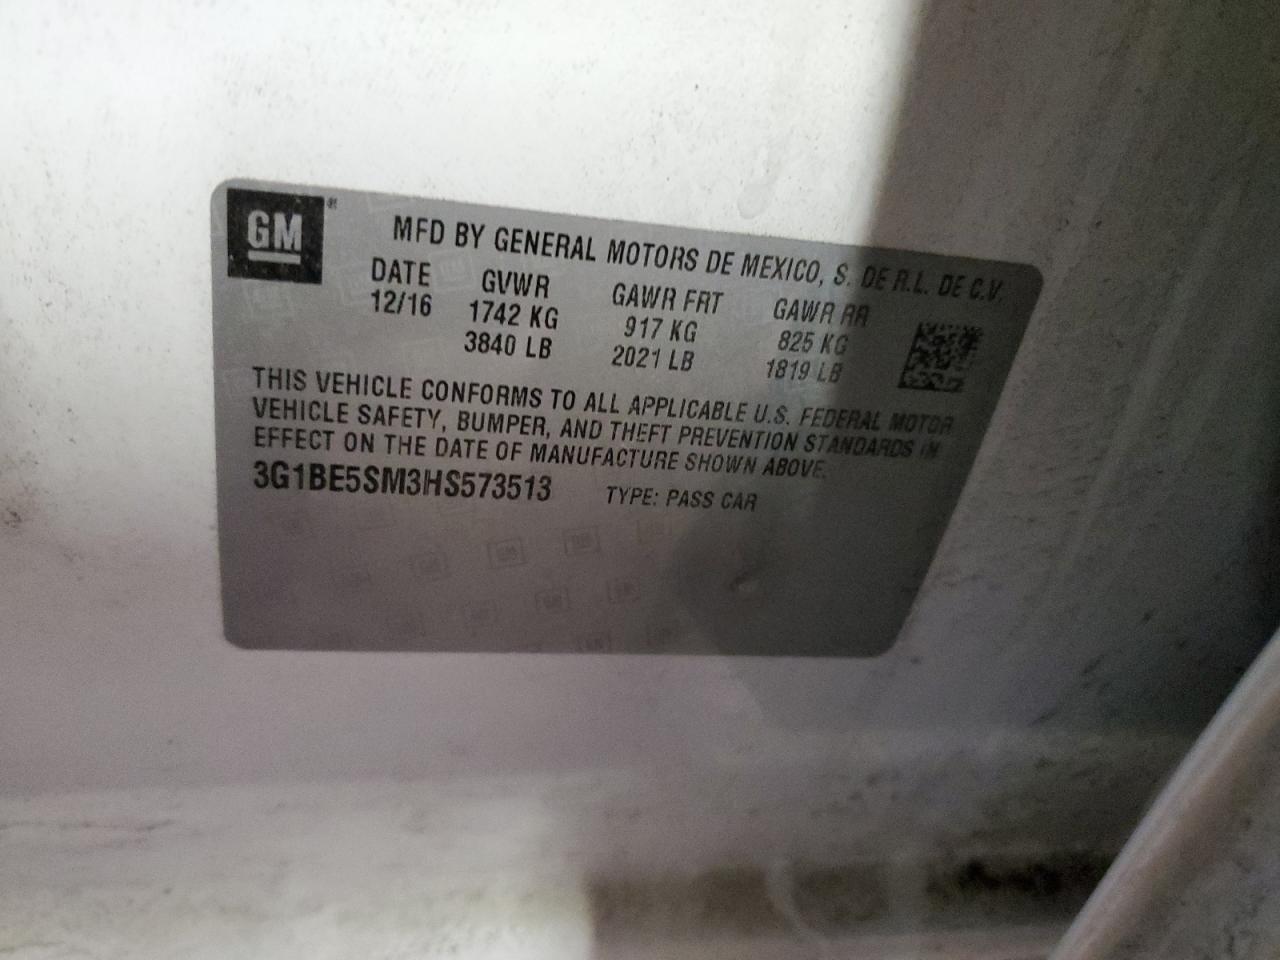 GM
MFD BY GENERAL MOTORS DE MEXICO, S. DE R.L. DE C.V.
DATE GVWR GAWR FRT GAWR RR
12/16 1742 KG 917 KG 825 KG
3840 LB 2021 LB 1819 LB
THIS VEHICLE CONFORMS TO ALL APPLICABLE U.S. FEDERAL MOTOR
VEHICLE SAFETY, BUMPER, AND THEFT PREVENTION STANDARDS IN
EFFECT ON THE DATE OF MANUFACTURE SHOWN ABOVE.
3G1BE5SM3HS573513 TYPE: PASS CAR